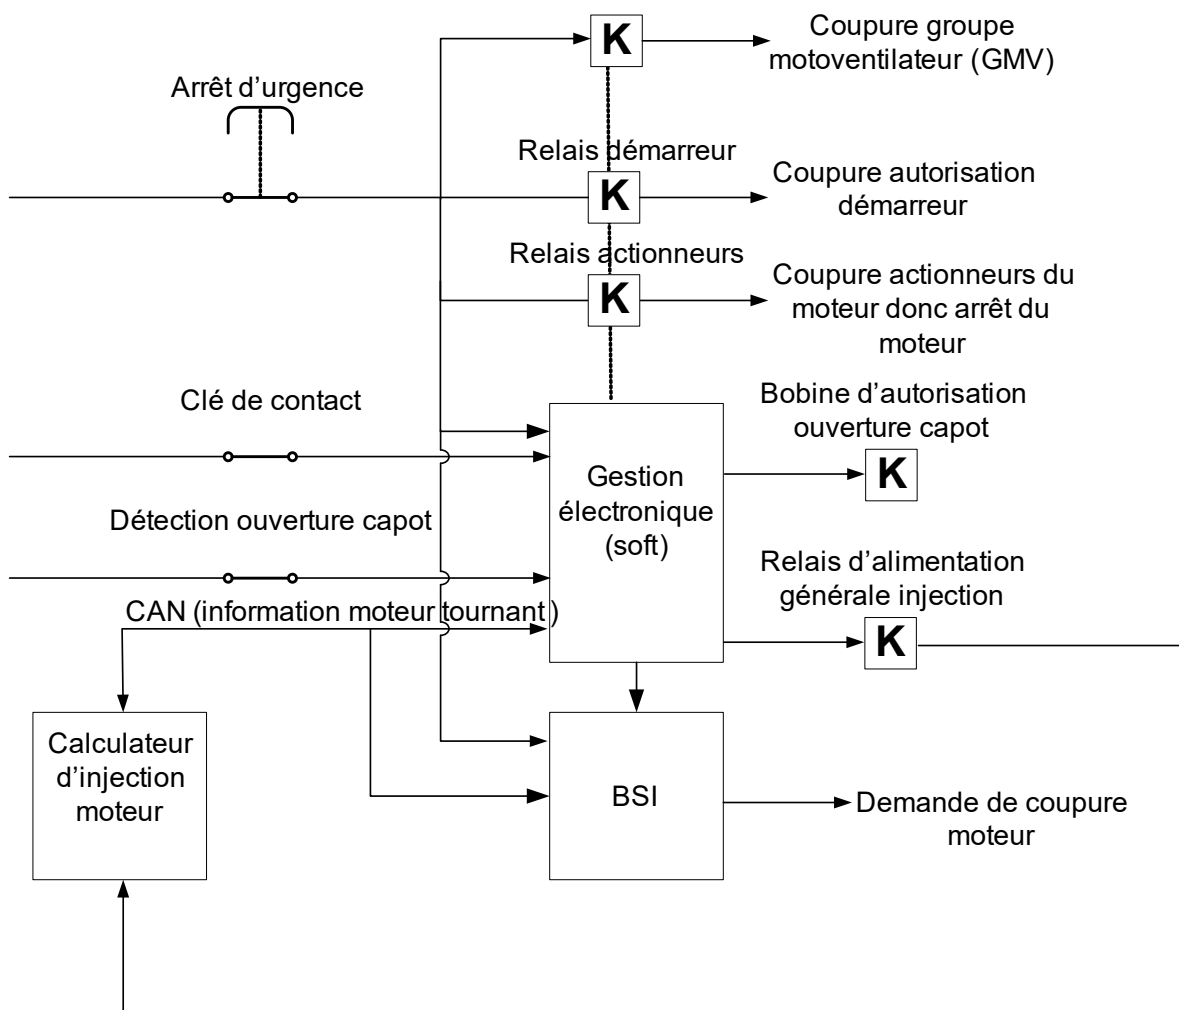 K
Coupure groupe
motoventilateur (GMV)
Arrêt d’urgence
Relais démarreur
K
Coupure autorisation
démarreur
Relais actionneurs
K
Coupure actionneurs du
moteur donc arrêt du
moteur
Clé de contact
Bobine d’autorisation
ouverture capot
K
Gestion
électronique
(soft)
Détection ouverture capot
Relais d’alimentation
générale injection
K
CAN (information moteur tournant )
Calculateur
d’injection
moteur
BSI
Demande de coupure
moteur